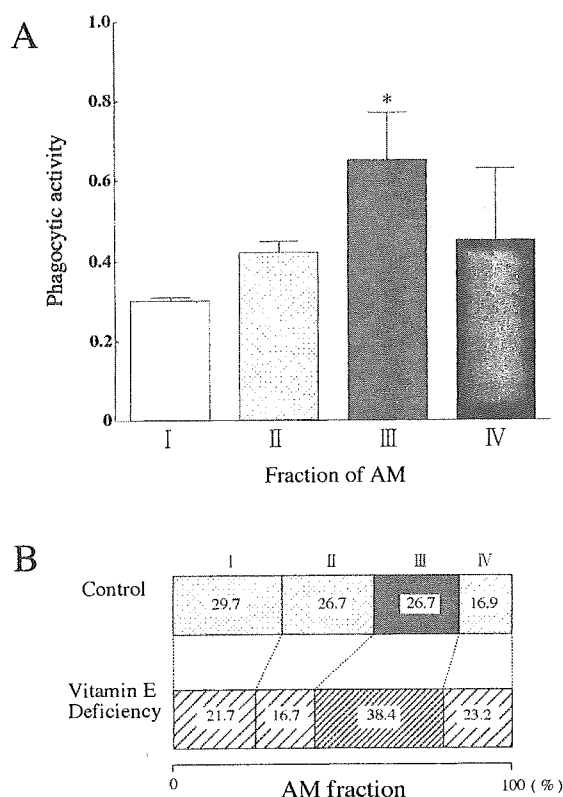 A
1.0
0.8
0.6
0.4
0.2
0
Phagocytic activity
*
I II III IV
Fraction of AM
B
I II III IV
Control
29.7 26.7 26.7 16.9
Vitamin E
Deficiency
21.7 16.7 38.4 23.2
0 100 (%)
AM fraction